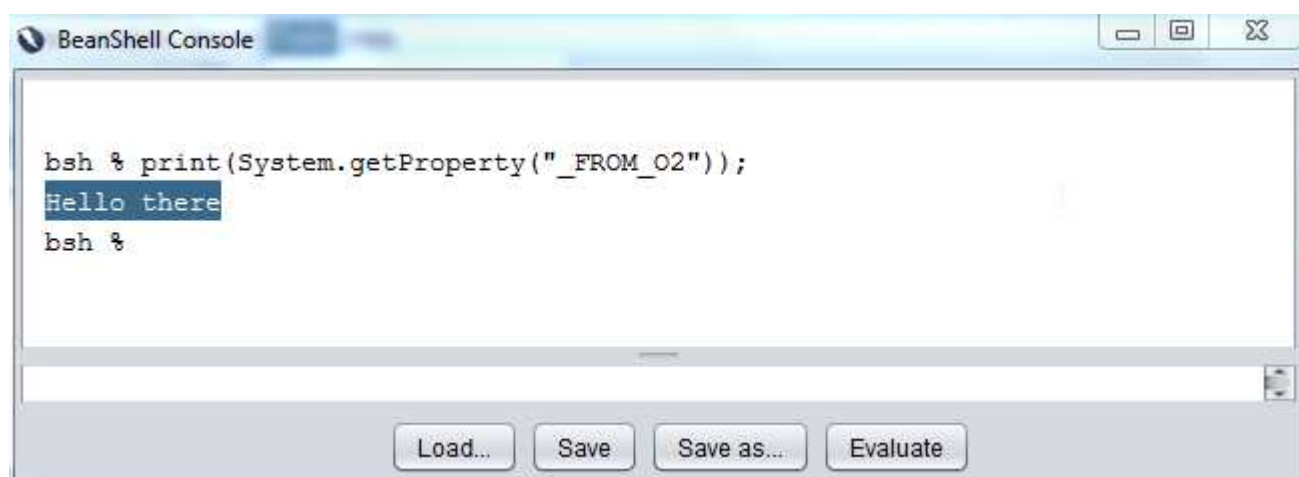 BeanShell Console
bsh % print(System.getProperty("_FROM_O2"));
Hello there
bsh %
Load... Save Save as... Evaluate